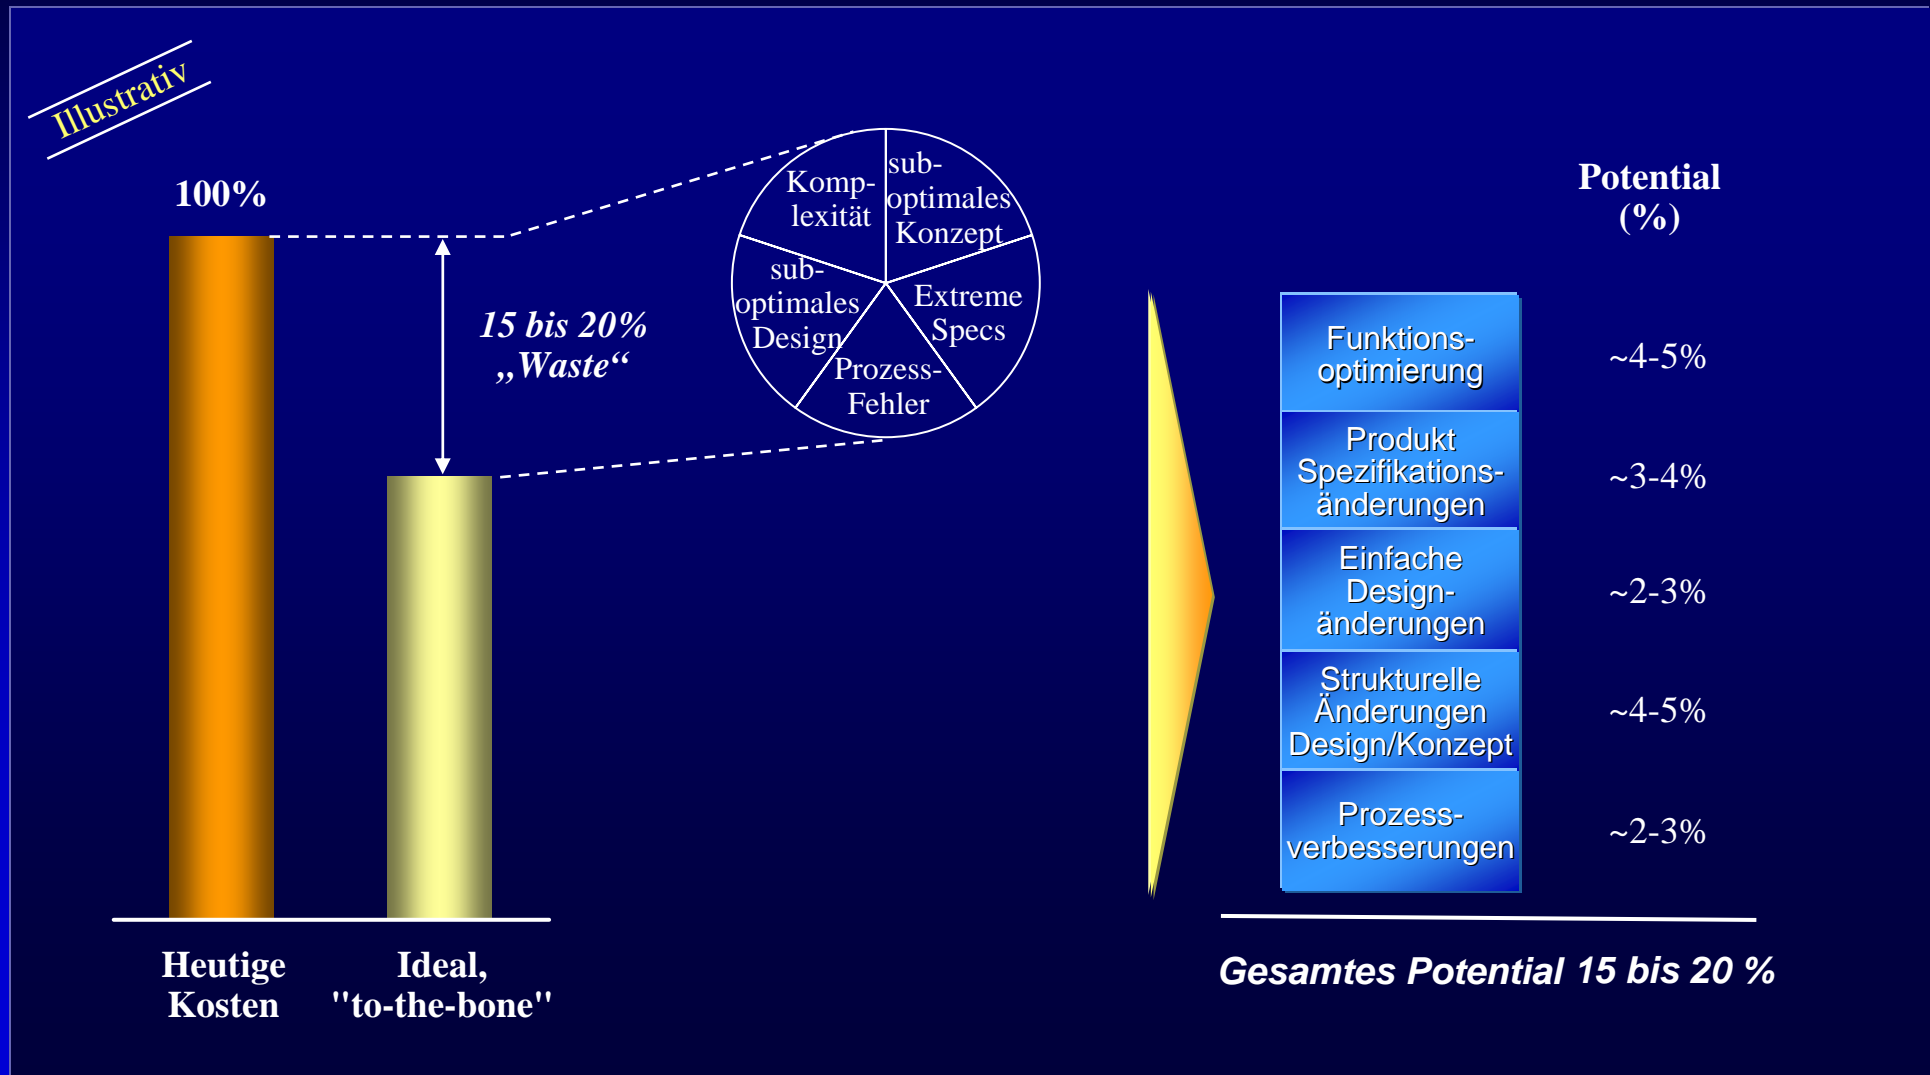 Illustrativ
100%
15 bis 20%
„Waste“
Heutige
Kosten
Ideal,
"to-the-bone"
Komp-
lexität
sub-
optimales
Konzept
sub-
optimales
Design
Extreme
Specs
Prozess-
Fehler
Potential
(%)
Funktions-
optimierung
~4-5%
Produkt
Spezifikations-
änderungen
~3-4%
Einfache
Design-
änderungen
~2-3%
Strukturelle
Änderungen
Design/Konzept
~4-5%
Prozess-
verbesserungen
~2-3%
Gesamtes Potential 15 bis 20 %